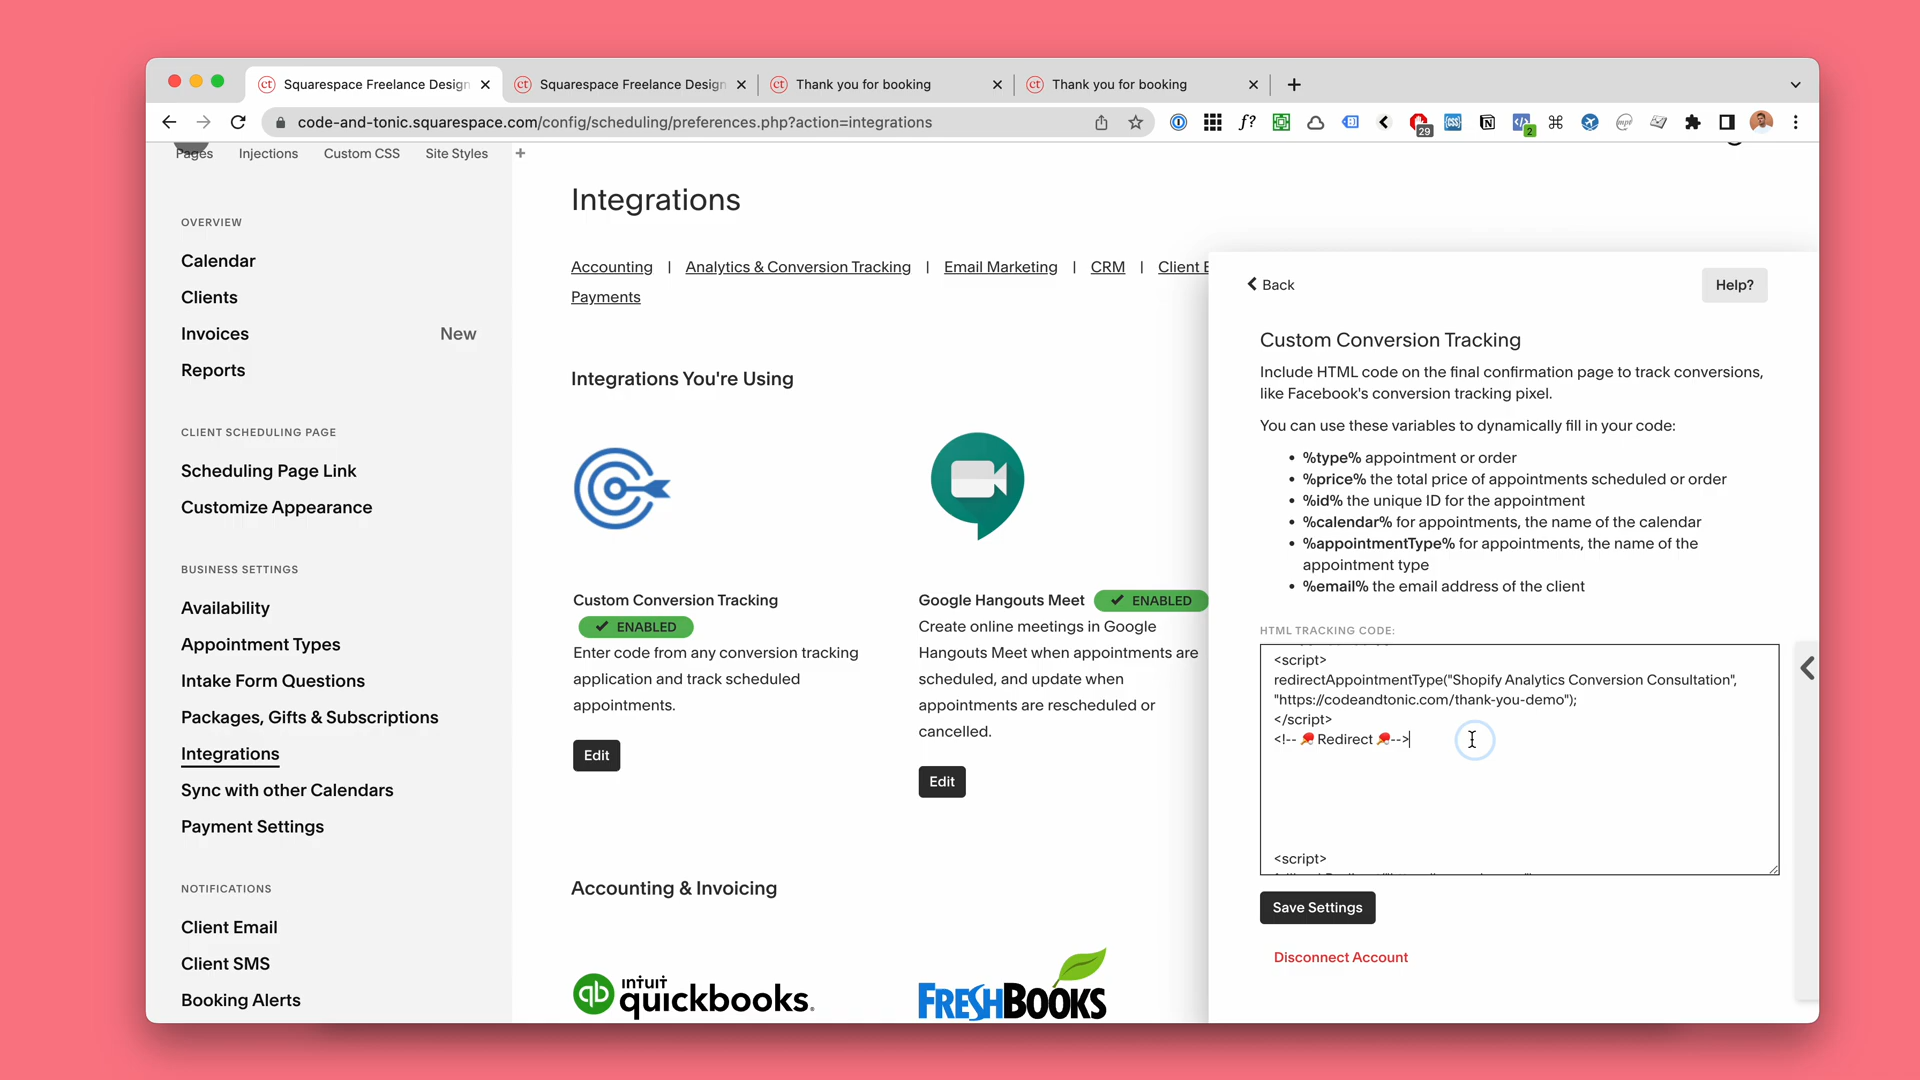 Squarespace Freelance Design
Squarespace Freelance Design
Thank you for booking
Thank you for booking
code-and-tonic.squarespace.com/config/scheduling/preferences.php?action=integrations
29
2
Pages
Injections
Custom CSS
Site Styles
OVERVIEW
Calendar
Clients
Invoices New
Reports
CLIENT SCHEDULING PAGE
Scheduling Page Link
Customize Appearance
BUSINESS SETTINGS
Availability
Appointment Types
Intake Form Questions
Packages, Gifts & Subscriptions
Integrations
Sync with other Calendars
Payment Settings
NOTIFICATIONS
Client Email
Client SMS
Booking Alerts
Integrations
Accounting | Analytics & Conversion Tracking | Email Marketing | CRM | Client
Payments
Integrations You're Using
Custom Conversion Tracking
✓ ENABLED
Enter code from any conversion tracking
application and track scheduled
appointments.
Edit
Google Hangouts Meet ✓ ENABLED
Create online meetings in Google
Hangouts Meet when appointments are
scheduled, and update when
appointments are rescheduled or
cancelled.
Edit
Accounting & Invoicing
qb intuit
quickbooks.
FRESHBOOKS
Back
Help?
Custom Conversion Tracking
Include HTML code on the final confirmation page to track conversions,
like Facebook's conversion tracking pixel.
You can use these variables to dynamically fill in your code:
• %type% appointment or order
• %price% the total price of appointments scheduled or order
• %id% the unique ID for the appointment
• %calendar% for appointments, the name of the calendar
• %appointmentType% for appointments, the name of the
appointment type
• %email% the email address of the client
HTML TRACKING CODE:
<script>
redirectAppointmentType("Shopify Analytics Conversion Consultation",
"https://codeandtonic.com/thank-you-demo");
</script>
<!-- 🏓 Redirect 🏓-->
<script>
Save Settings
Disconnect Account